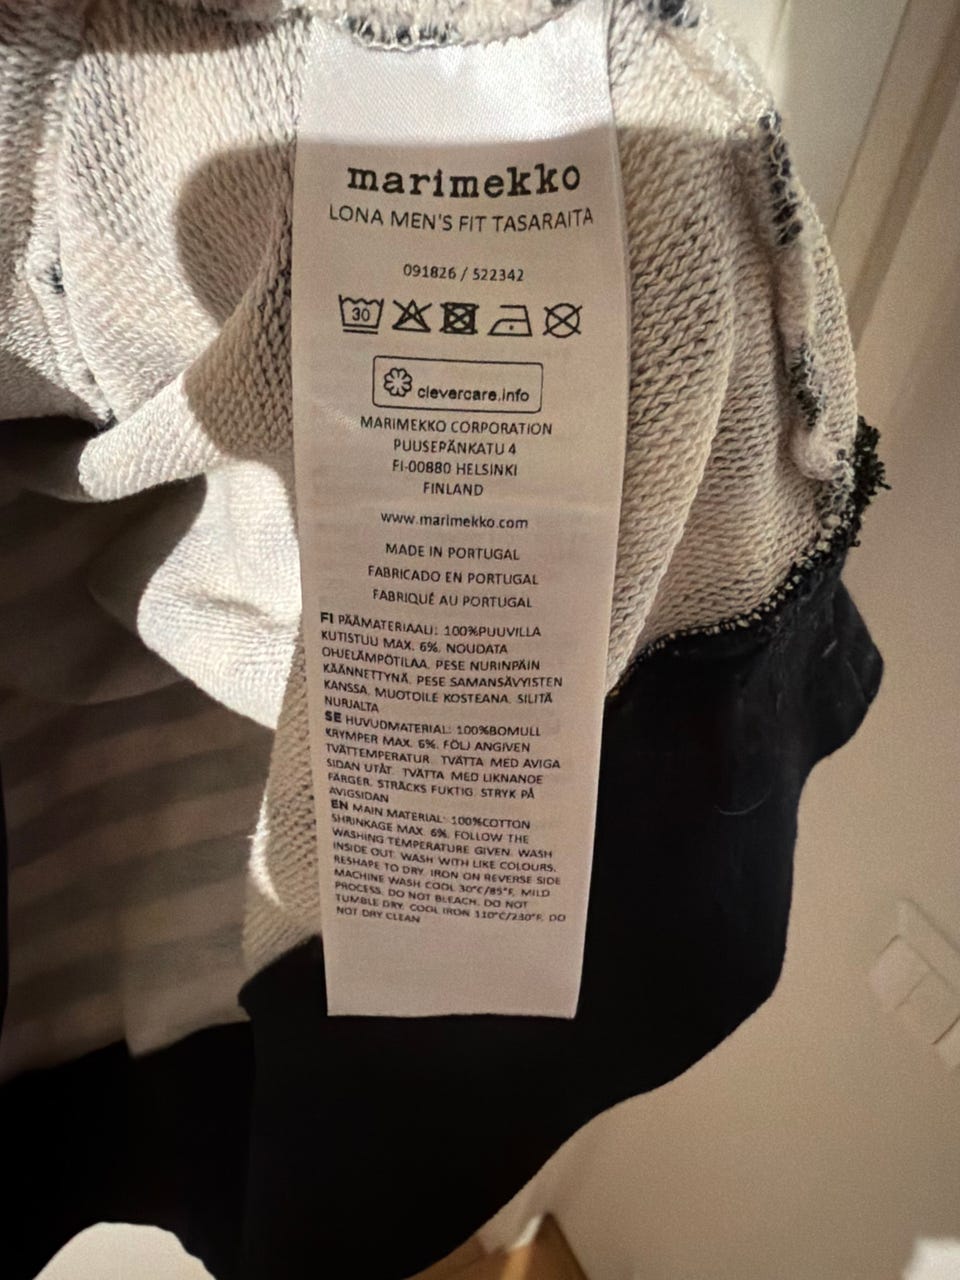 marimekko
LONA MEN'S FIT TASARAITA
091826 / 522342
30
clevercare.info
MARIMEKKO CORPORATION
PUUSEPÄNKATU 4
FI-00880 HELSINKI
FINLAND
www.marimekko.com
MADE IN PORTUGAL
FABRICADO EN PORTUGAL
FABRIQUÉ AU PORTUGAL
FI PÄÄMATERIAALI: 100%PUUVILLA
KUTISTUU MAX. 6%. NOUDATA
OHJELÄMPÖTILAA. PESE NURINPÄIN
KÄÄNNETTYNÄ. PESE SAMANSÄVYISTEN
KANSSA. MUOTOILE KOSTEANA. SILITÄ
NURJALTA
SE HUVUDMATERIAL: 100%BOMULL
KRYMPER MAX. 6%. FÖLJ ANGIVEN
TVÄTTEMPERATUR. TVÄTTA MED AVIGA
SIDAN UTÅT. TVÄTTA MED LIKNANDE
FÄRGER. STRÄCKS FUKTIG. STRYK PÅ
AVIGSIDAN
EN MAIN MATERIAL: 100%COTTON
SHRINKAGE MAX. 6%. FOLLOW THE
WASHING TEMPERATURE GIVEN. WASH
INSIDE OUT. WASH WITH LIKE COLOURS.
RESHAPE TO DRY. IRON ON REVERSE SIDE
MACHINE WASH COOL 30°C/85°F. MILD
PROCESS. DO NOT BLEACH. DO NOT
TUMBLE DRY. COOL IRON 110°C/230°F. DO
NOT DRY CLEAN